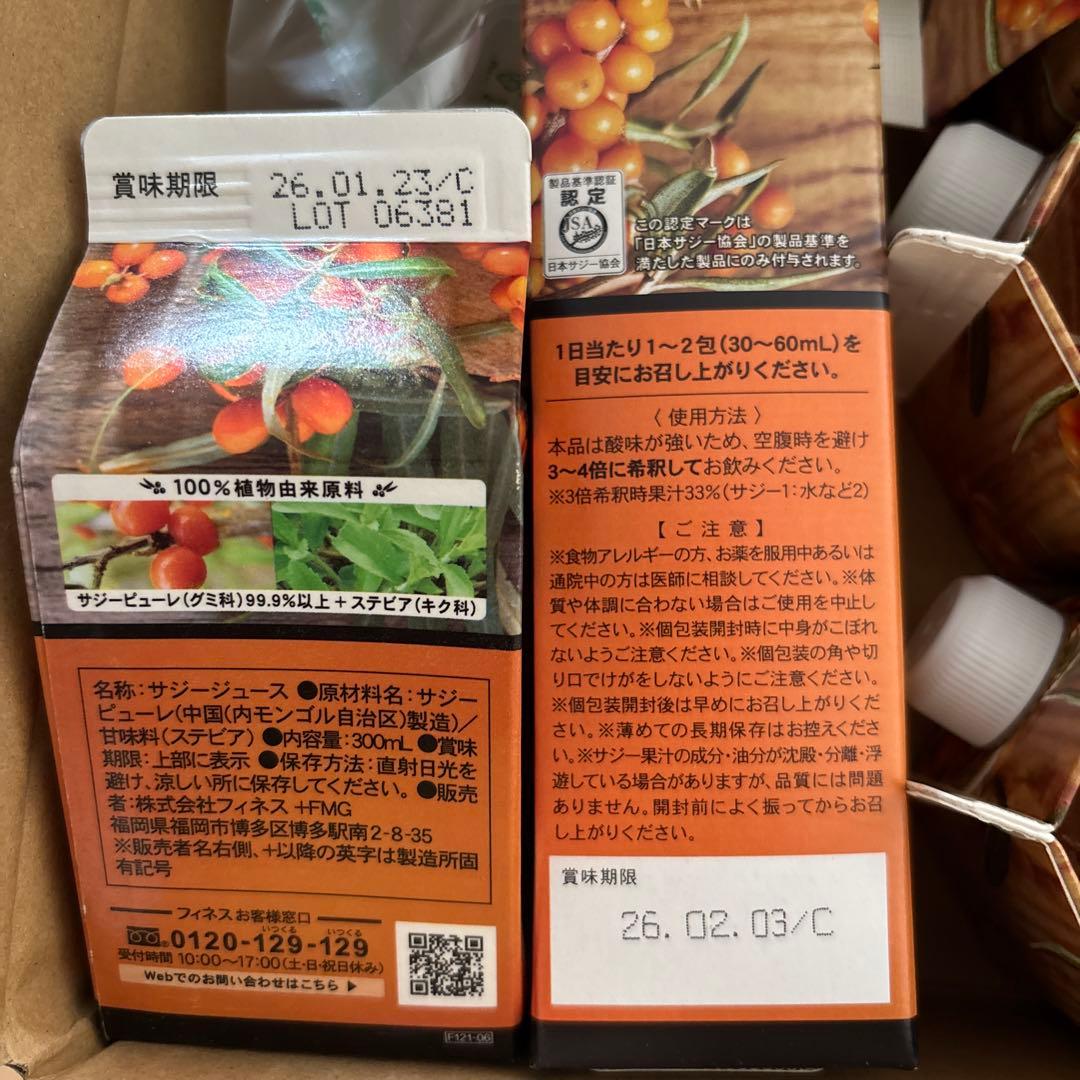 賞味期限
26.01.23/C
LOT 06381
100%植物由来原料
サジーピューレ(グミ科)99.9%以上+ステビア(キク科)
名称:サジージュース ●原材料名:サジー
ピューレ(中国(内モンゴル自治区)製造)/
甘味料(ステビア) ●内容量:300mL ●賞味
期限:上部に表示 ●保存方法:直射日光を
避け、涼しい所に保存してください。●販売
者:株式会社フィネス +FMG
福岡県福岡市博多区博多駅南2-8-35
※販売者名右側、+以降の英字は製造所固
有記号
フィネスお客様窓口
いつくる いつくる
0120-129-129
受付時間 10:00〜17:00(土・日・祝日休み)
Webでのお問い合わせはこちら ▶
F121-06
製品基準認証
認定
JSA
日本サジー協会
この認定マークは
「日本サジー協会」の製品基準を
満たした製品にのみ付与されます。
1日当たり1〜2包(30〜60mL)を
目安にお召し上がりください。
〈使用方法〉
本品は酸味が強いため、空腹時を避け
3〜4倍に希釈してお飲みください。
※3倍希釈時果汁33%(サジー1:水など2)
【ご注意】
※食物アレルギーの方、お薬を服用中あるいは
通院中の方は医師に相談してください。※体
質や体調に合わない場合はご使用を中止し
てください。※個包装開封時に中身がこぼれ
ないようご注意ください。※個包装の角や切
り口でけがをしないようにご注意ください。
※個包装開封後は早めにお召し上がりくだ
さい。※薄めての長期保存はお控えくださ
い。※サジー果汁の成分・油分が沈殿・分離・浮
遊している場合がありますが、品質には問題
ありません。開封前によく振ってからお召
し上がりください。
賞味期限
26.02.03/C